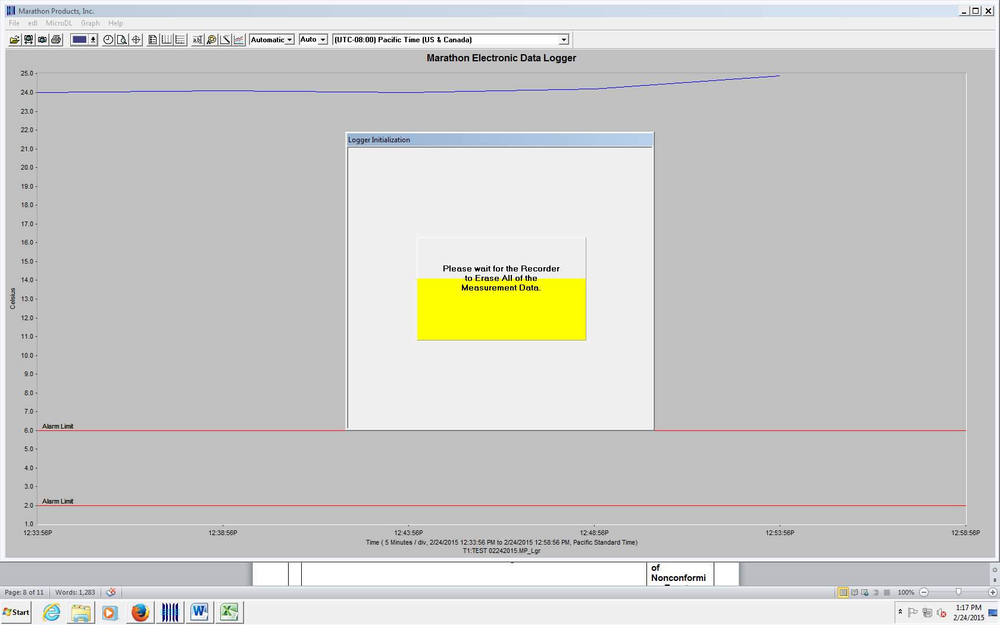 Marathon Products, Inc.
File edl MicroDL Graph Help
a.b] Automatic Auto (UTC-08:00) Pacific Time (US & Canada)
Marathon Electronic Data Logger
25.0
24.0
23.0
22.0
21.0
20.0
19.0
18.0
17.0
16.0
15.0
14.0
13.0
12.0
11.0
10.0
9.0
8.0
7.0
6.0
5.0
4.0
3.0
2.0
1.0
Celsius
Logger Initialization
Please wait for the Recorder
to Erase All of the
Measurement Data.
Alarm Limit
Alarm Limit
12:33:56P 12:38:56P 12:43:56P 12:48:56P 12:53:56P 12:58:56P
Time ( 5 Minutes / div, 2/24/2015 12:33:56 PM to 2/24/2015 12:58:56 PM, Pacific Standard Time)
T1:TEST 02242015.MP_Lgr
of
Nonconformi
Page: 8 of 11 Words: 1,283 100%
Start 1:17 PM
2/24/2015